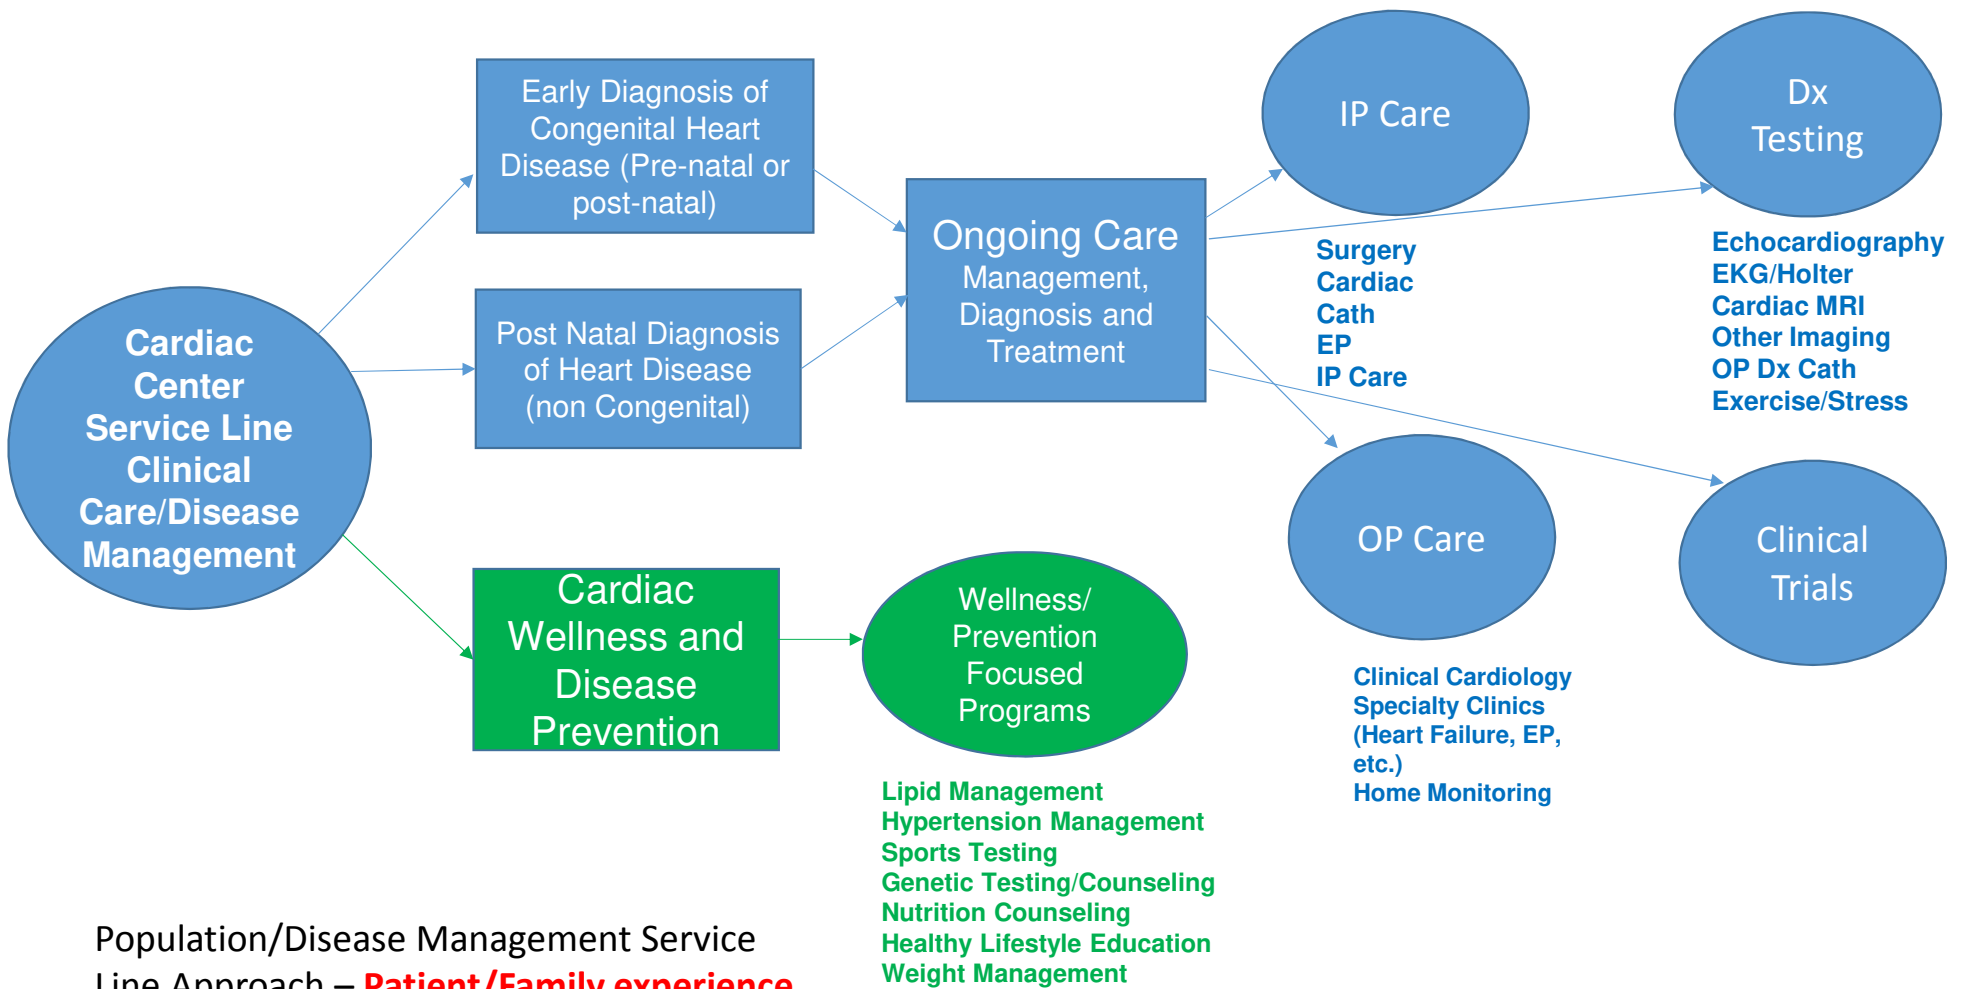 Cardiac
Center
Service Line
Clinical
Care/Disease
Management
Early Diagnosis of
Congenital Heart
Disease (Pre-natal or
post-natal)
Post Natal Diagnosis
of Heart Disease
(non Congenital)
Cardiac
Wellness and
Disease
Prevention
Ongoing Care
Management,
Diagnosis and
Treatment
Wellness/
Prevention
Focused
Programs
Lipid Management
Hypertension Management
Sports Testing
Genetic Testing/Counseling
Nutrition Counseling
Healthy Lifestyle Education
Weight Management
IP Care
Surgery
Cardiac
Cath
EP
IP Care
Dx
Testing
Echocardiography
EKG/Holter
Cardiac MRI
Other Imaging
OP Dx Cath
Exercise/Stress
OP Care
Clinical Cardiology
Specialty Clinics
(Heart Failure, EP,
etc.)
Home Monitoring
Clinical
Trials
Population/Disease Management Service
Line Approach – Patient/Family experience